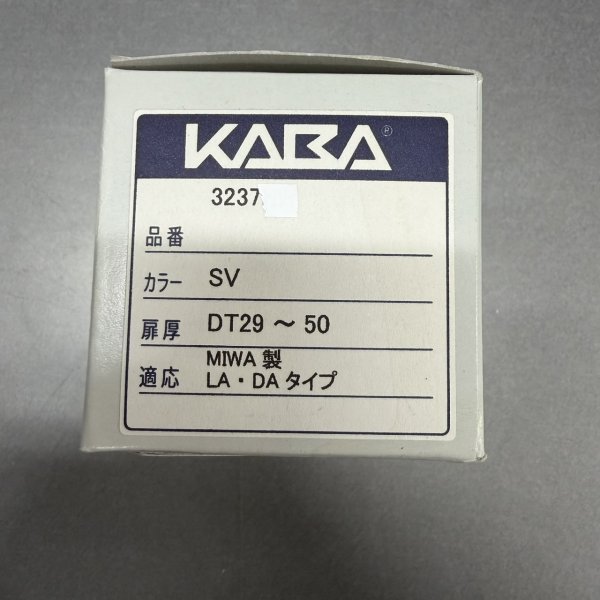 KABA®
3237
品番
カラー SV
扉厚 DT29 ～ 50
MIWA 製
適応 LA・DA タイプ